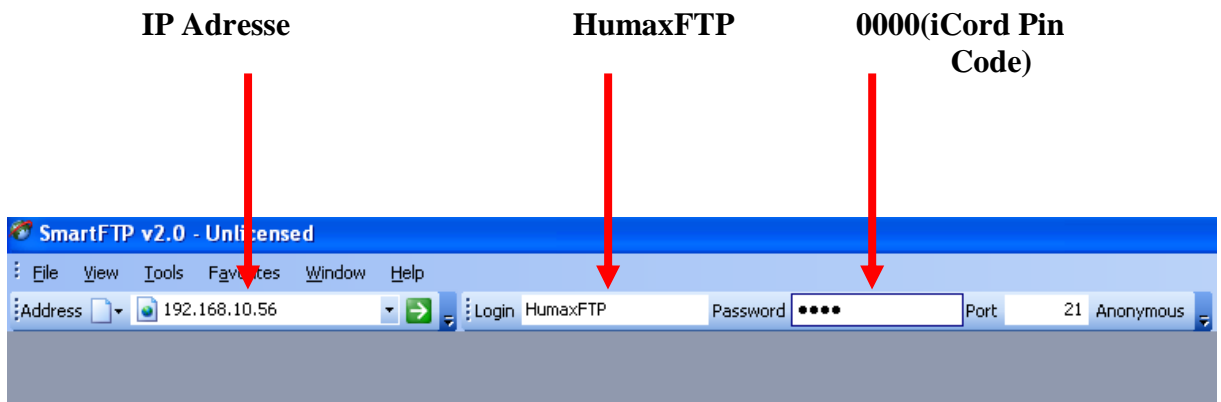 IP Adresse HumaxFTP 0000(iCord Pin
Code)
SmartFTP v2.0 - Unlicensed
File View Tools Favorites Window Help
Address 192.168.10.56 Login HumaxFTP Password •••• Port 21 Anonymous